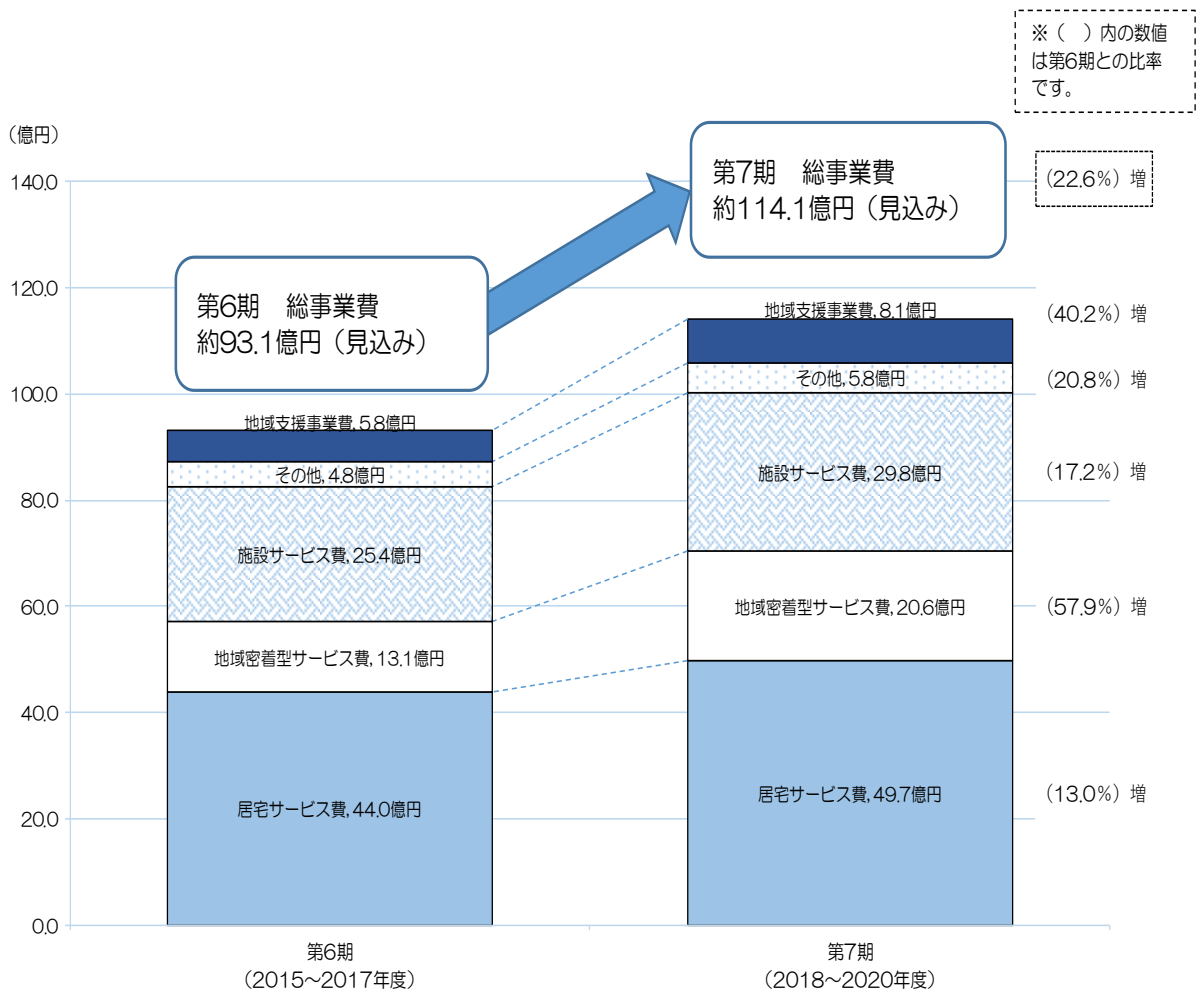 ※（　）内の数値
は第6期との比率
です。
（億円）
第7期　総事業費
約114.1億円（見込み）
（22.6％）増
第6期　総事業費
約93.1億円（見込み）
140.0
120.0
100.0
80.0
60.0
40.0
20.0
0.0
地域支援事業費, 5.8億円
その他, 4.8億円
施設サービス費, 25.4億円
地域密着型サービス費, 13.1億円
居宅サービス費, 44.0億円
地域支援事業費, 8.1億円
その他, 5.8億円
施設サービス費, 29.8億円
地域密着型サービス費, 20.6億円
居宅サービス費, 49.7億円
（40.2％）増
（20.8％）増
（17.2％）増
（57.9％）増
（13.0％）増
第6期
（2015～2017年度）
第7期
（2018～2020年度）